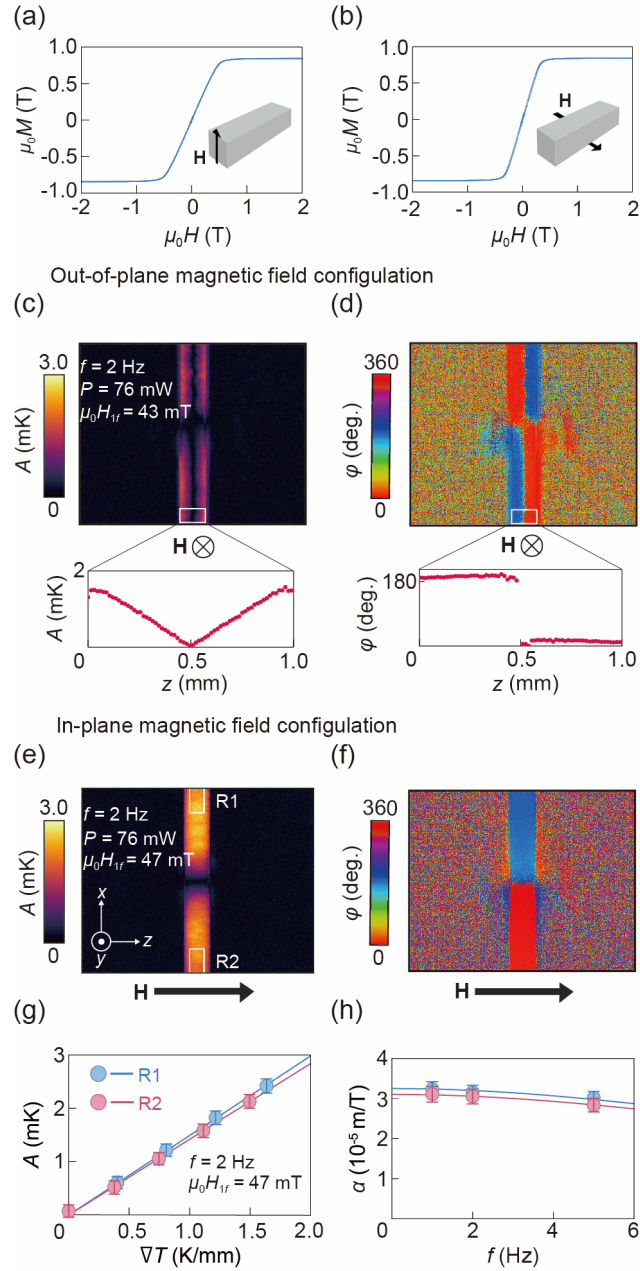 (a)
μ₀M (T)
1.0
0.5
0
-0.5
-1.0
H
-2 -1 0 1 2
μ₀H (T)
(b)
μ₀M (T)
1.0
0.5
0
-0.5
-1.0
H
-2 -1 0 1 2
μ₀H (T)
Out-of-plane magnetic field configulation
(c)
A (mK)
3.0
0
f = 2 Hz
P = 76 mW
μ₀H1f = 43 mT
H
A (mK)
2
0 0.5 1.0
z (mm)
(d)
φ (deg.)
360
0
H
φ (deg.)
180
0 0.5 1.0
z (mm)
In-plane magnetic field configulation
(e)
A (mK)
3.0
0
f = 2 Hz
P = 76 mW
μ₀H1f = 47 mT
R1
x
y
z
R2
H
(f)
φ (deg.)
360
0
H
(g)
A (mK)
3
2
1
R1
R2
f = 2 Hz
μ₀H1f = 47 mT
0 0.5 1.0 1.5 2.0
∇T (K/mm)
(h)
α (10⁻⁵ m/T)
4
3
2
1
0 2 4 6
f (Hz)